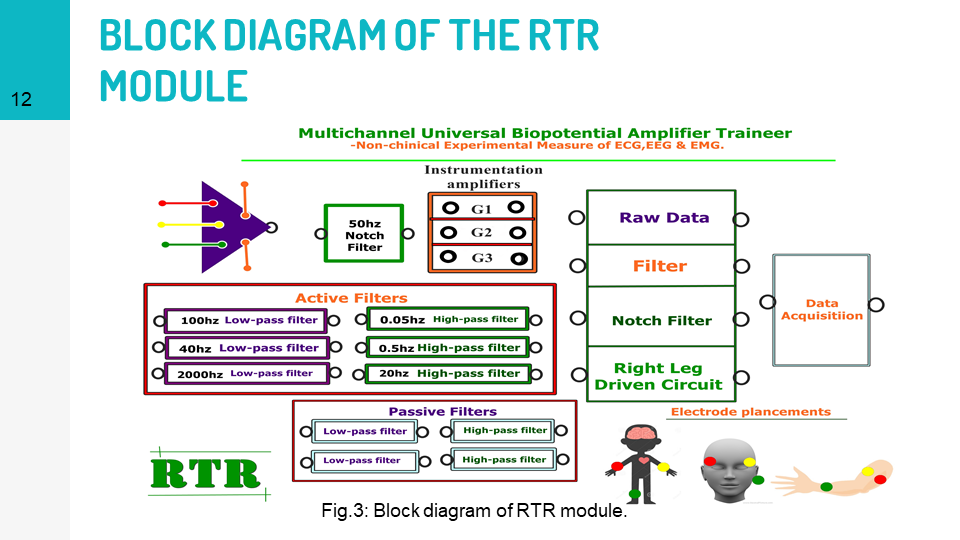 BLOCK DIAGRAM OF THE RTR
MODULE
12
Multichannel Universal Biopotential Amplifier Traineer
-Non-chinical Experimental Measure of ECG,EEG & EMG.
Instrumentation
amplifiers
50hz
Notch
Filter
G1
G2
G3
Raw Data
Filter
Notch Filter
Right Leg
Driven Circuit
Data
Acquisitiion
Active Filters
100hz Low-pass filter
0.05hz High-pass filter
40hz Low-pass filter
0.5hz High-pass filter
2000hz Low-pass filter
20hz High-pass filter
Passive Filters
Low-pass filter
High-pass filter
Low-pass filter
High-pass filter
Electrode plancements
RTR
Fig.3: Block diagram of RTR module.